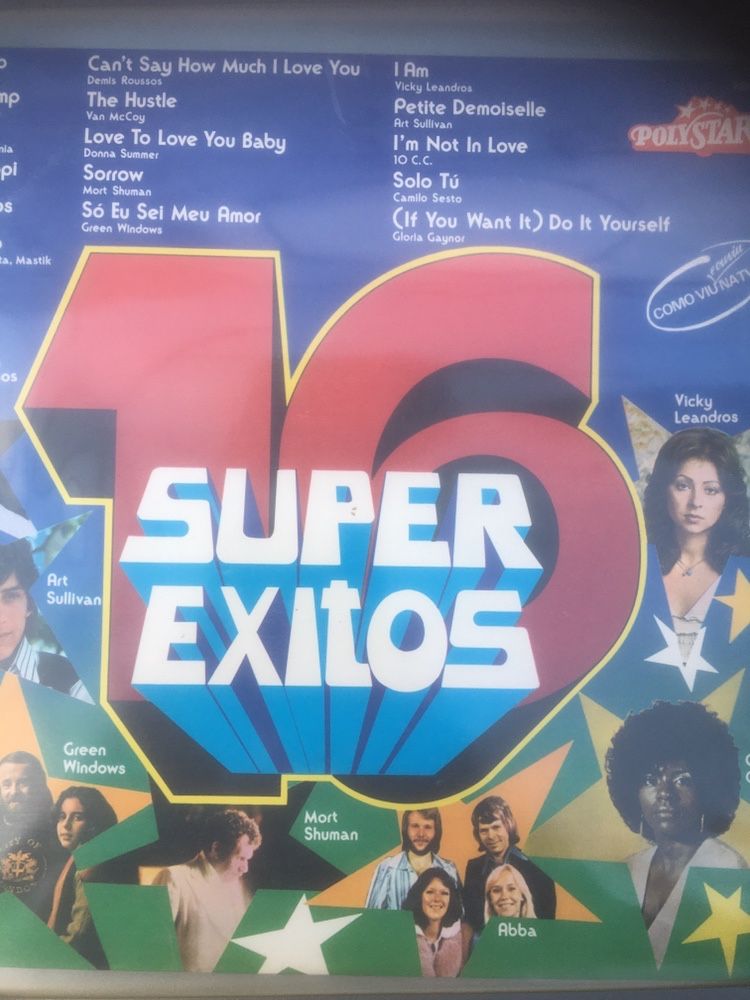 Can't Say How Much I Love You
Demis Roussos
The Hustle
Van McCoy
Love To Love You Baby
Donna Summer
Sorrow
Mort Shuman
Só Eu Sei Meu Amor
Green Windows
I Am
Vicky Leandros
Petite Demoiselle
Art Sullivan
I'm Not In Love
10 C.C.
Solo Tú
Camilo Sesto
(If You Want It) Do It Yourself
Gloria Gaynor
ta, Mastik
POLYSTAR
COMO VIU NA TV
16
SUPER
EXITOS
Vicky
Leandros
Art
Sullivan
Green
Windows
Mort
Shuman
Abba